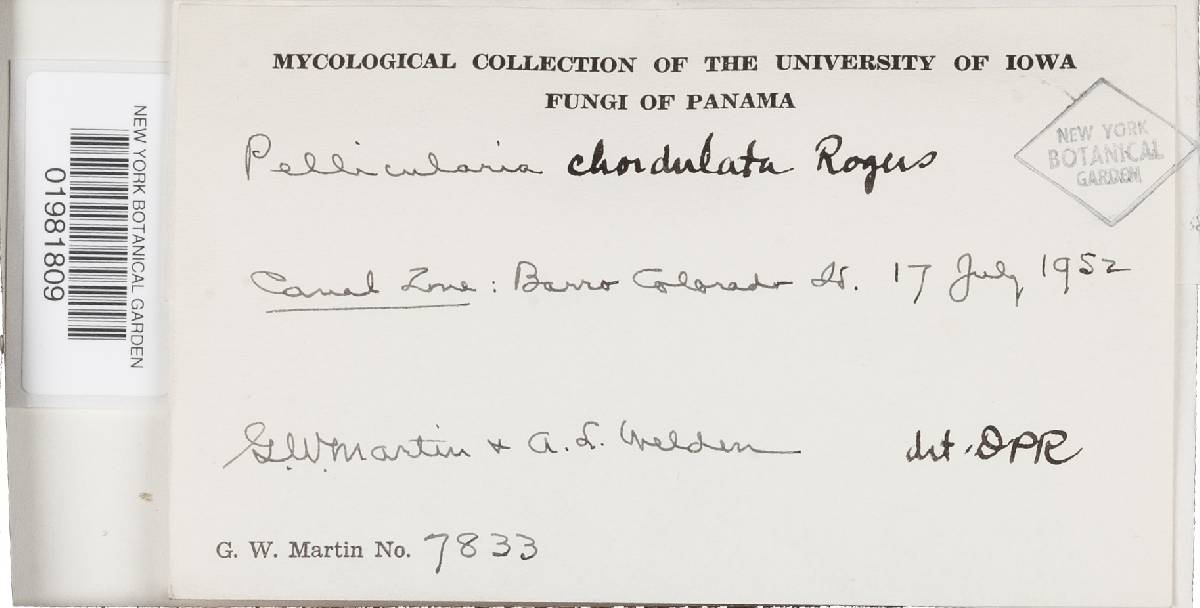 MYCOLOGICAL COLLECTION OF THE UNIVERSITY OF IOWA
FUNGI OF PANAMA
NEW YORK
BOTANICAL
GARDEN
Pellicularia chordulata Rogers
Canal Zone : Barro Colorado Is. 17 July 1952
G.W. Martin + A. L. Welden det. DPR
G. W. Martin No. 7833
NEW YORK BOTANICAL GARDEN
01981809